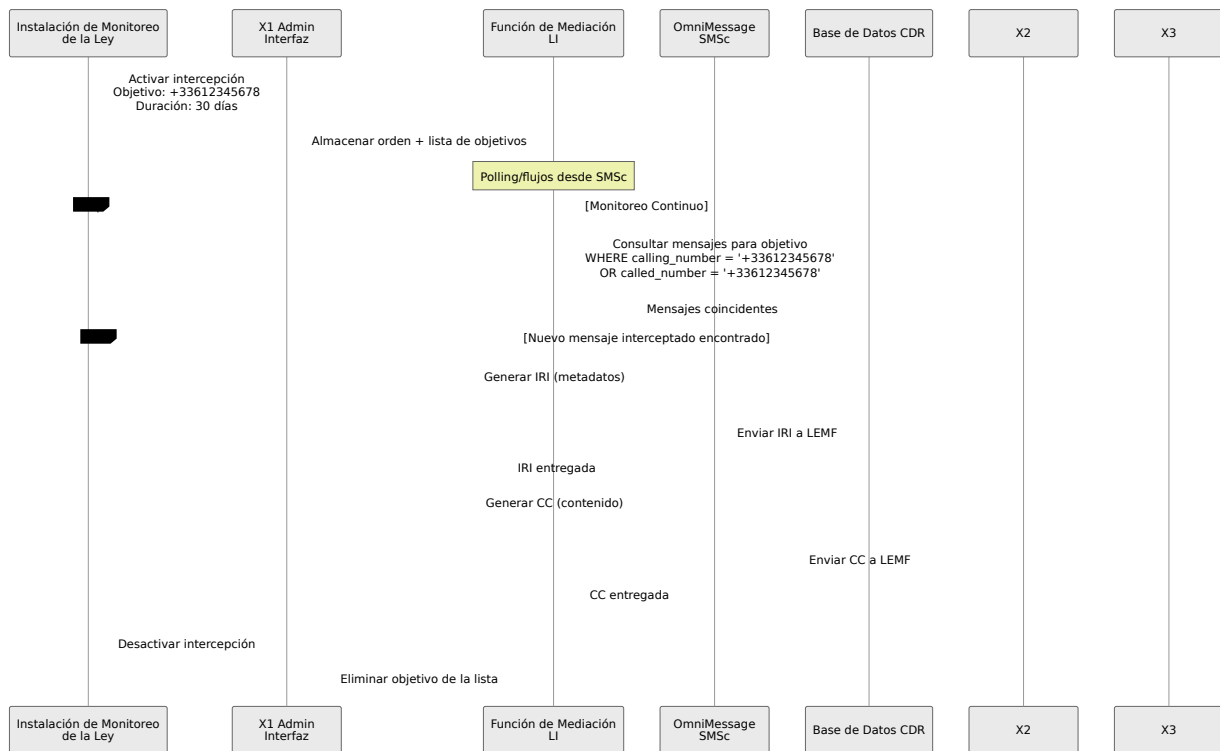 Instalación de Monitoreo
de la Ley
X1 Admin
Interfaz
Función de Mediación
LI
OmniMessage
SMSc
Base de Datos CDR
X2
X3
Activar intercepción
Objetivo: +33612345678
Duración: 30 días
Almacenar orden + lista de objetivos
Polling/flujos desde SMSc
[Monitoreo Continuo]
Consultar mensajes para objetivo
WHERE calling_number = '+33612345678'
OR called_number = '+33612345678'
Mensajes coincidentes
[Nuevo mensaje interceptado encontrado]
Generar IRI (metadatos)
Enviar IRI a LEMF
IRI entregada
Generar CC (contenido)
Enviar CC a LEMF
CC entregada
Desactivar intercepción
Eliminar objetivo de la lista
Instalación de Monitoreo
de la Ley
X1 Admin
Interfaz
Función de Mediación
LI
OmniMessage
SMSc
Base de Datos CDR
X2
X3